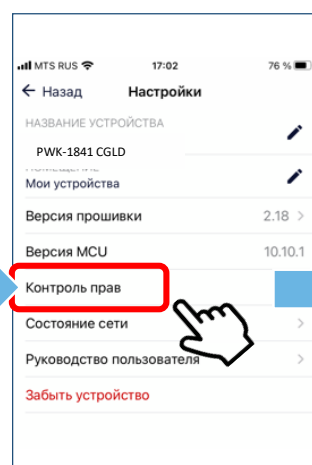 MTS RUS 17:02 76 %
← Назад Настройки
НАЗВАНИЕ УСТРОЙСТВА
PWK-1841 CGLD
Мои устройства
Версия прошивки 2.18 >
Версия MCU 10.10.1
Контроль прав
Состояние сети >
Руководство пользователя >
Забыть устройство